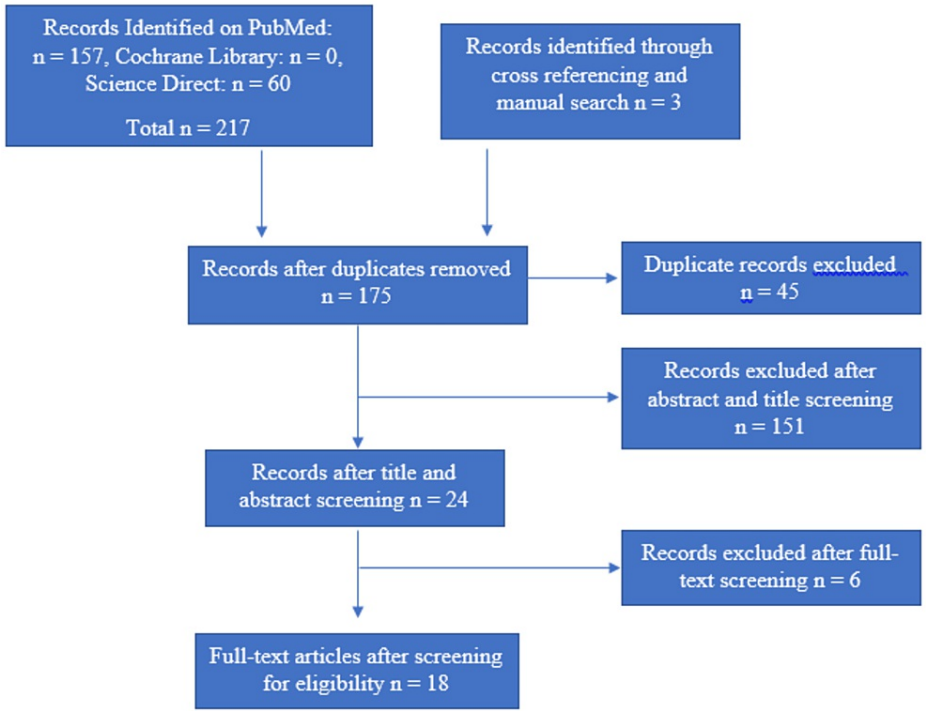 Records Identified on PubMed:
n = 157, Cochrane Library: n = 0,
Science Direct: n = 60
Total n = 217
Records identified through
cross referencing and
manual search n = 3
Records after duplicates removed
n = 175
Duplicate records excluded
n = 45
Records excluded after
abstract and title screening
n = 151
Records after title and
abstract screening n = 24
Records excluded after full-
text screening n = 6
Full-text articles after screening
for eligibility n = 18